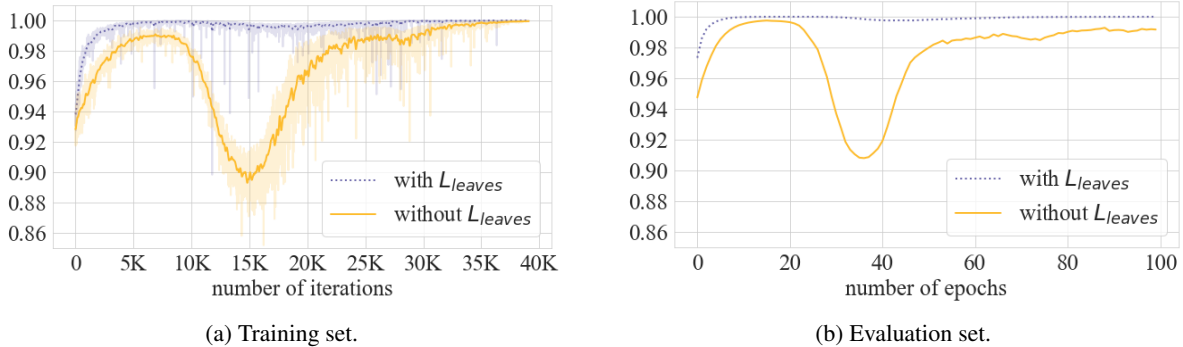 1.00
0.98
0.96
0.94
0.92
0.90
0.88
0.86
0 5K 10K 15K 20K 25K 30K 35K 40K
number of iterations
with L_leaves
without L_leaves
(a) Training set.
1.00
0.98
0.96
0.94
0.92
0.90
0.88
0.86
0 20 40 60 80 100
number of epochs
with L_leaves
without L_leaves
(b) Evaluation set.